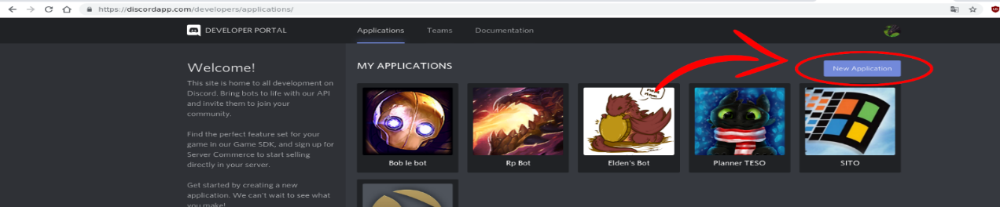 https://discordapp.com/developers/applications/
DEVELOPER PORTAL
Applications Teams Documentation
Welcome!
This site is home to all development on
Discord. Bring bots to life with our API
and invite them to join your
community.
Find the perfect feature set for your
game in our Game SDK, and sign up for
Server Commerce to start selling
directly in your server.
Get started by creating a new
application. We can't wait to see what
you make!
MY APPLICATIONS
New Application
Bob le bot
Rp Bot
Elden's Bot
Planner TESO
SITO